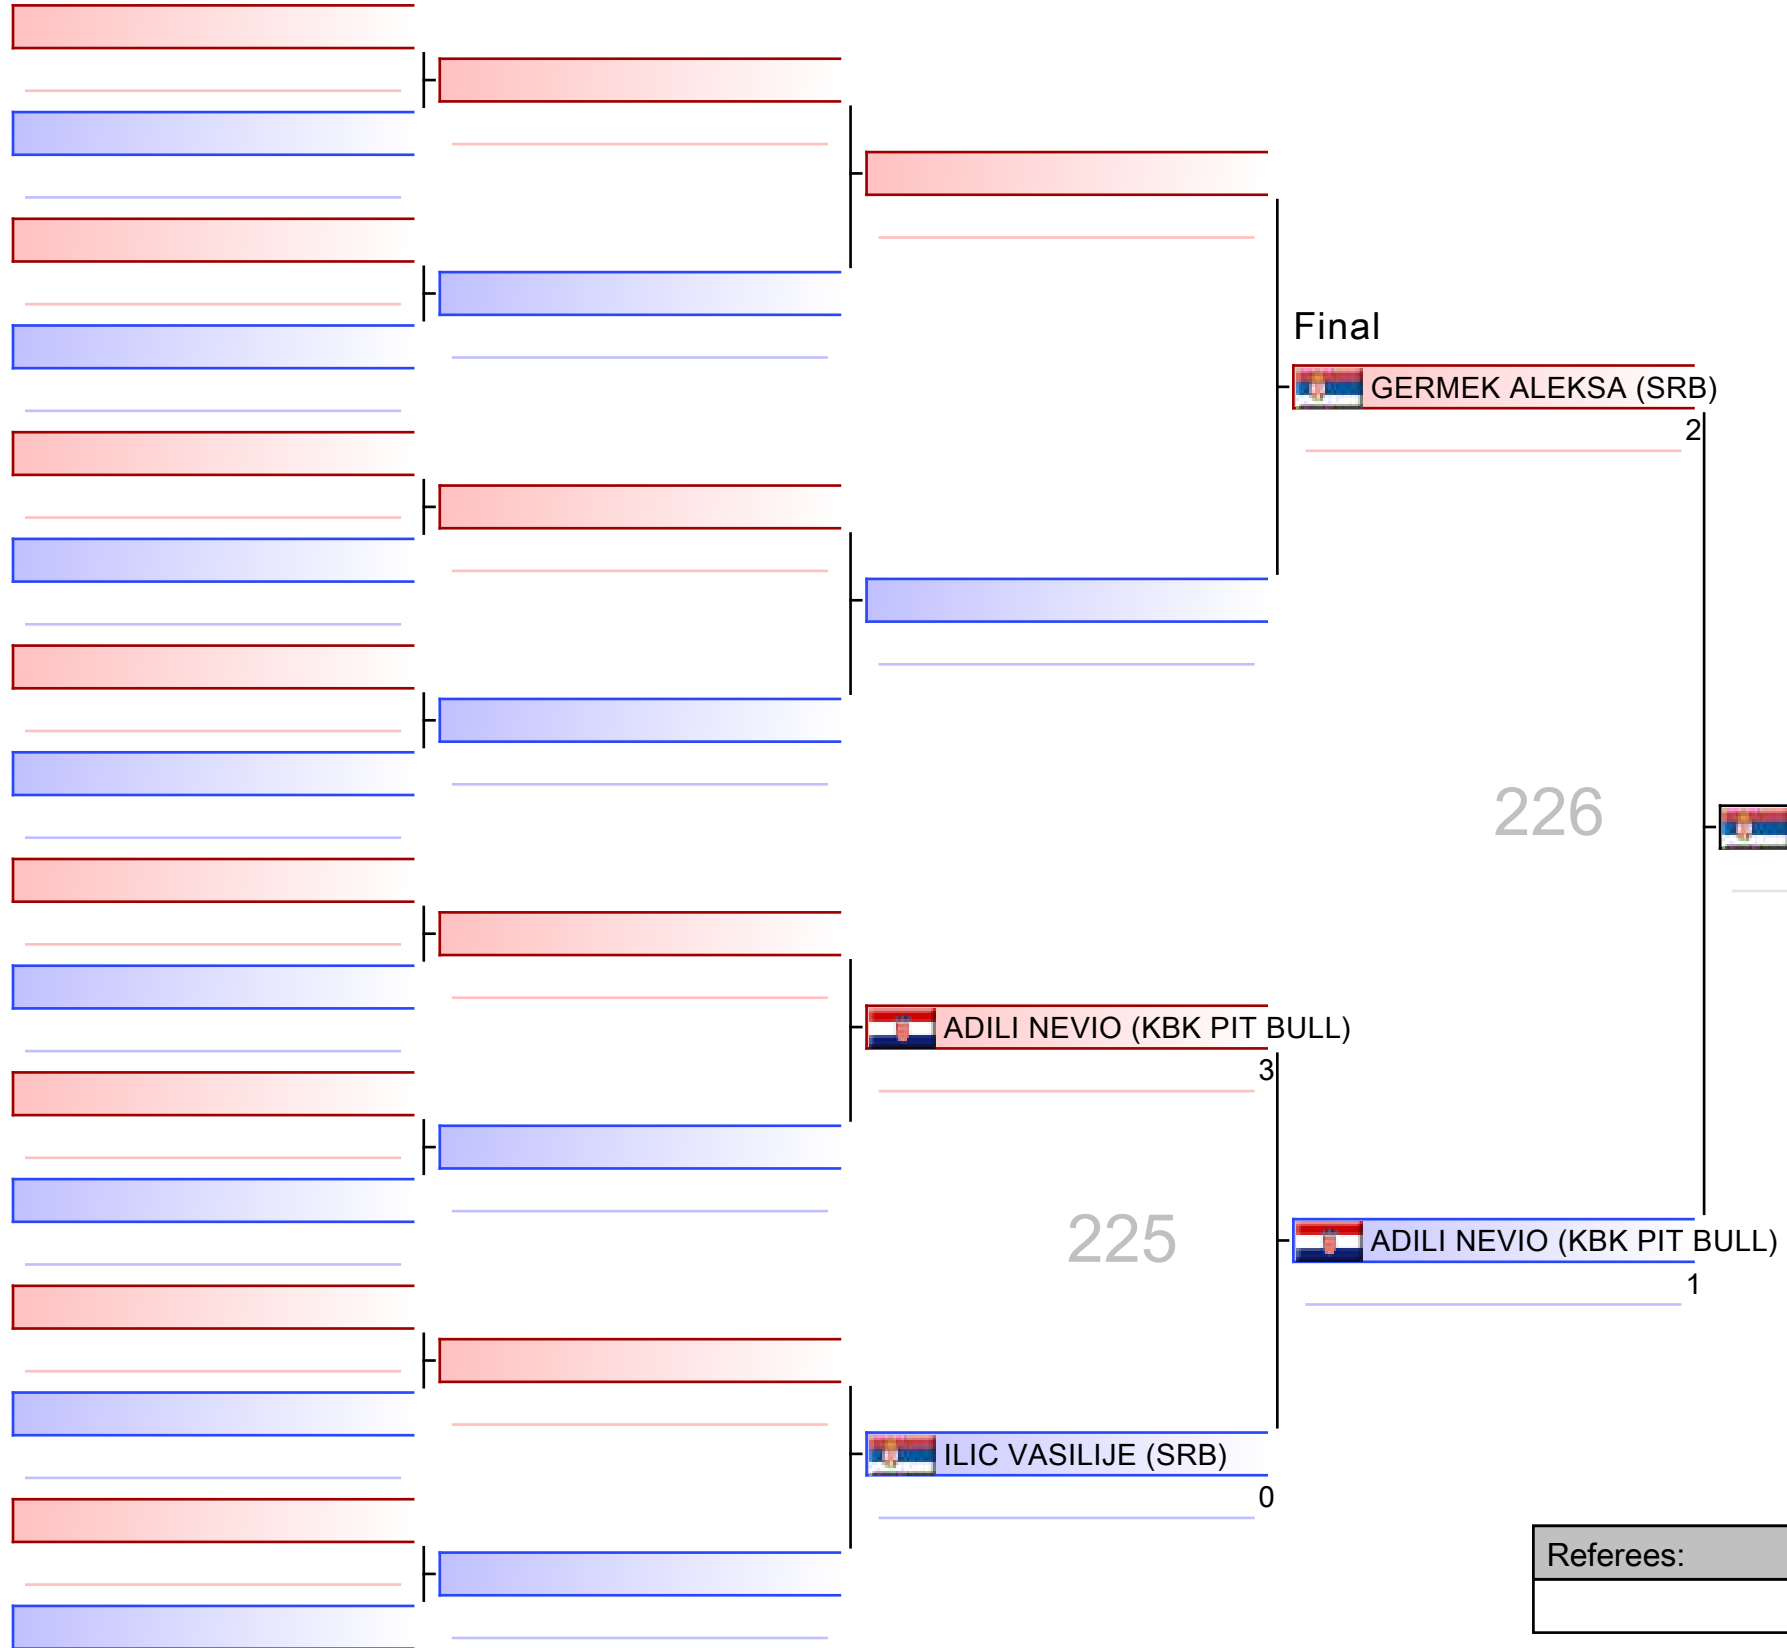 Final
GERMEK ALEKSA (SRB)
2
226
ADILI NEVIO (KBK PIT BULL)
3
225
ADILI NEVIO (KBK PIT BULL)
1
ILIC VASILIJE (SRB)
0
Referees: